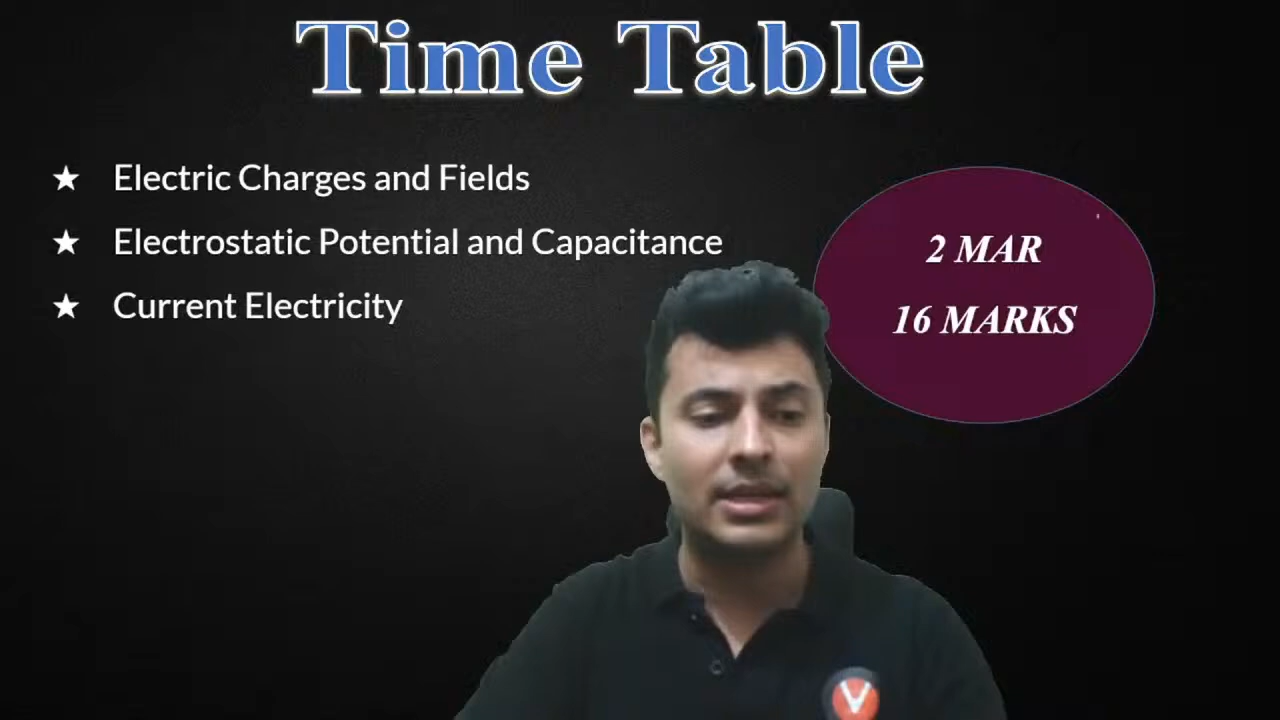 Time Table
★ Electric Charges and Fields
★ Electrostatic Potential and Capacitance
★ Current Electricity
2 MAR
16 MARKS
V